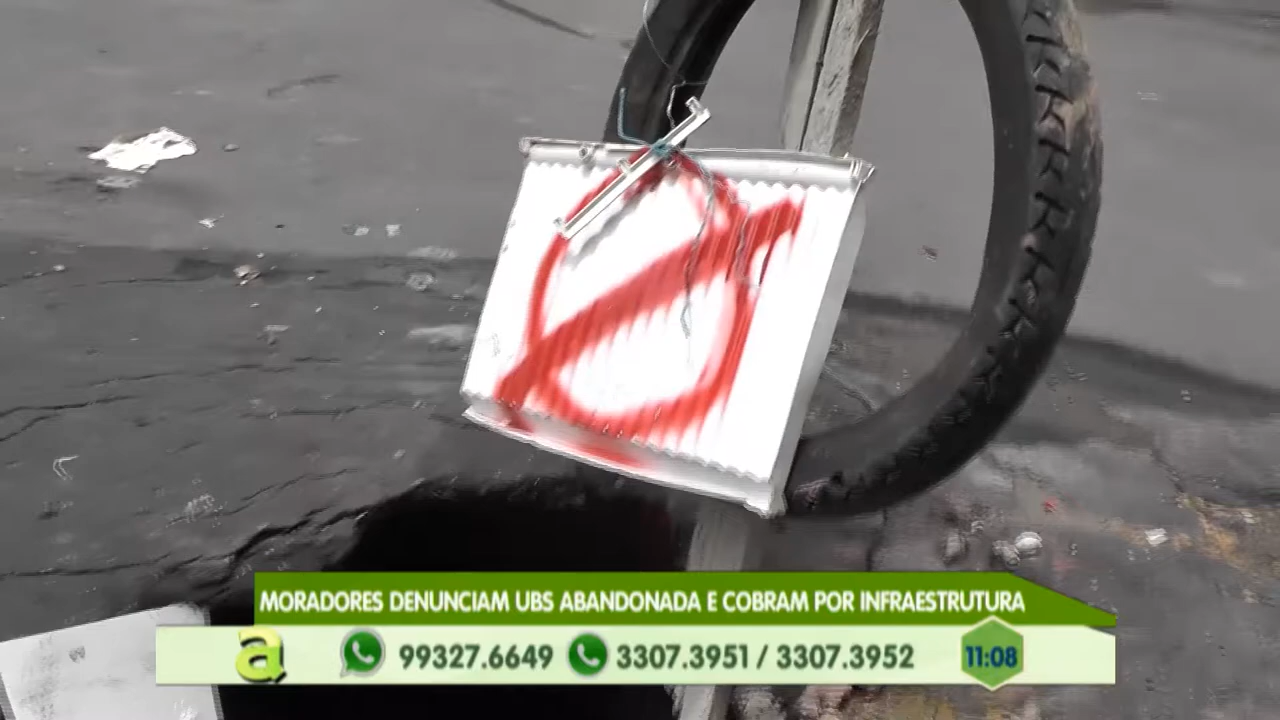 MORADORES DENUNCIAM UBS ABANDONADA E COBRAM POR INFRAESTRUTURA
a 99327.6649 3307.3951 / 3307.3952 11:08